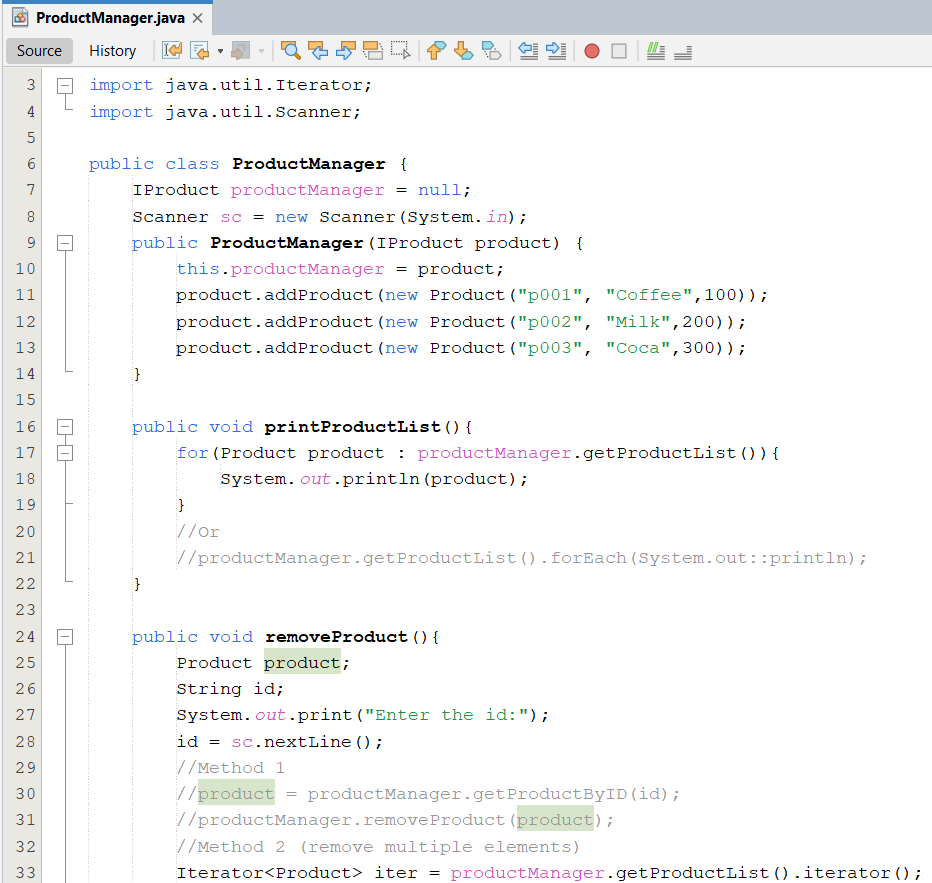 ProductManager.java
Source History
3 import java.util.Iterator;
4 import java.util.Scanner;
5
6 public class ProductManager {
7 IProduct productManager = null;
8 Scanner sc = new Scanner(System.in);
9 public ProductManager(IProduct product) {
10 this.productManager = product;
11 product.addProduct(new Product("p001", "Coffee",100));
12 product.addProduct(new Product("p002", "Milk",200));
13 product.addProduct(new Product("p003", "Coca",300));
14 }
15
16 public void printProductList(){
17 for(Product product : productManager.getProductList()){
18 System.out.println(product);
19 }
20 //Or
21 //productManager.getProductList().forEach(System.out::println);
22 }
23
24 public void removeProduct(){
25 Product product;
26 String id;
27 System.out.print("Enter the id:");
28 id = sc.nextLine();
29 //Method 1
30 //product = productManager.getProductByID(id);
31 //productManager.removeProduct(product);
32 //Method 2 (remove multiple elements)
33 Iterator<Product> iter = productManager.getProductList().iterator();